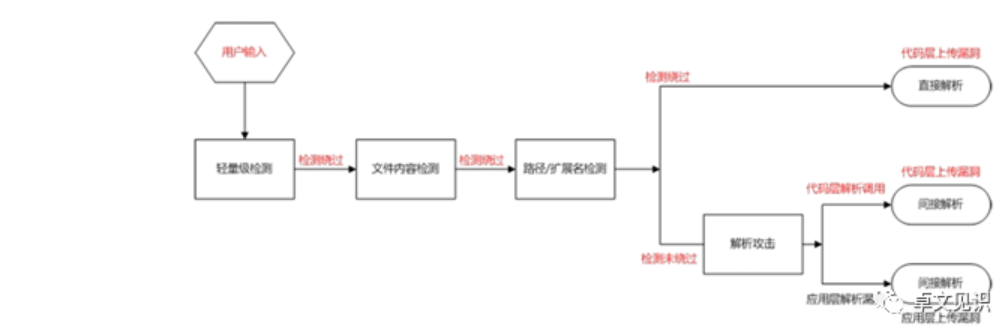 用户输入
代码层上传漏洞
检测绕过
直接解析
轻量级检测
检测绕过
文件内容检测
检测绕过
路径/扩展名检测
代码层上传漏洞
代码层解析调用
间接解析
解析攻击
检测未绕过
间接解析
应用层解析漏
卓文见识
应用层上传漏洞